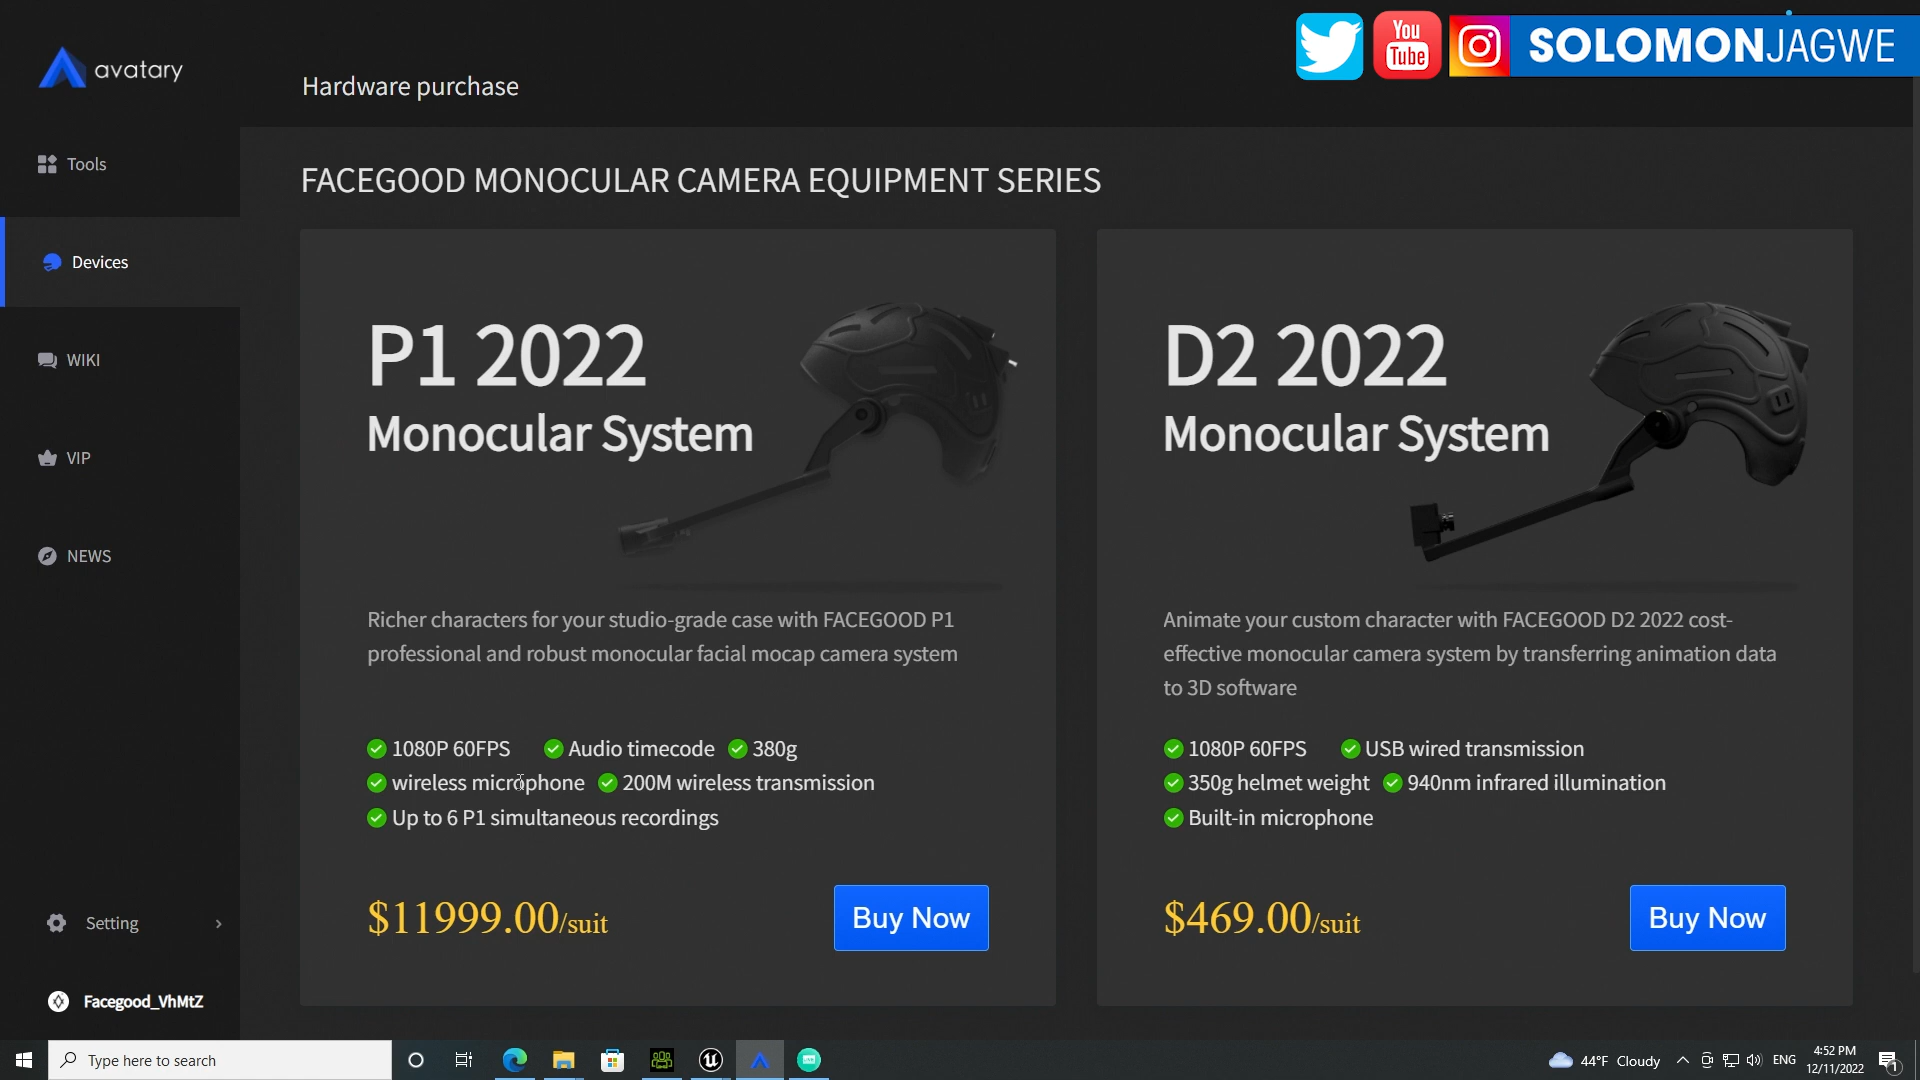 You
Tube
SOLOMONJAGWE
avatary
Hardware purchase
Tools
Devices
WIKI
VIP
NEWS
Setting
Facegood_VhMtZ
FACEGOOD MONOCULAR CAMERA EQUIPMENT SERIES
P1 2022
Monocular System
Richer characters for your studio-grade case with FACEGOOD P1
professional and robust monocular facial mocap camera system
1080P 60FPS Audio timecode 380g
wireless microphone 200M wireless transmission
Up to 6 P1 simultaneous recordings
$11999.00/suit
Buy Now
D2 2022
Monocular System
Animate your custom character with FACEGOOD D2 2022 cost-
effective monocular camera system by transferring animation data
to 3D software
1080P 60FPS USB wired transmission
350g helmet weight 940nm infrared illumination
Built-in microphone
$469.00/suit
Buy Now
Type here to search
44°F Cloudy
ENG
4:52 PM
12/11/2022
1